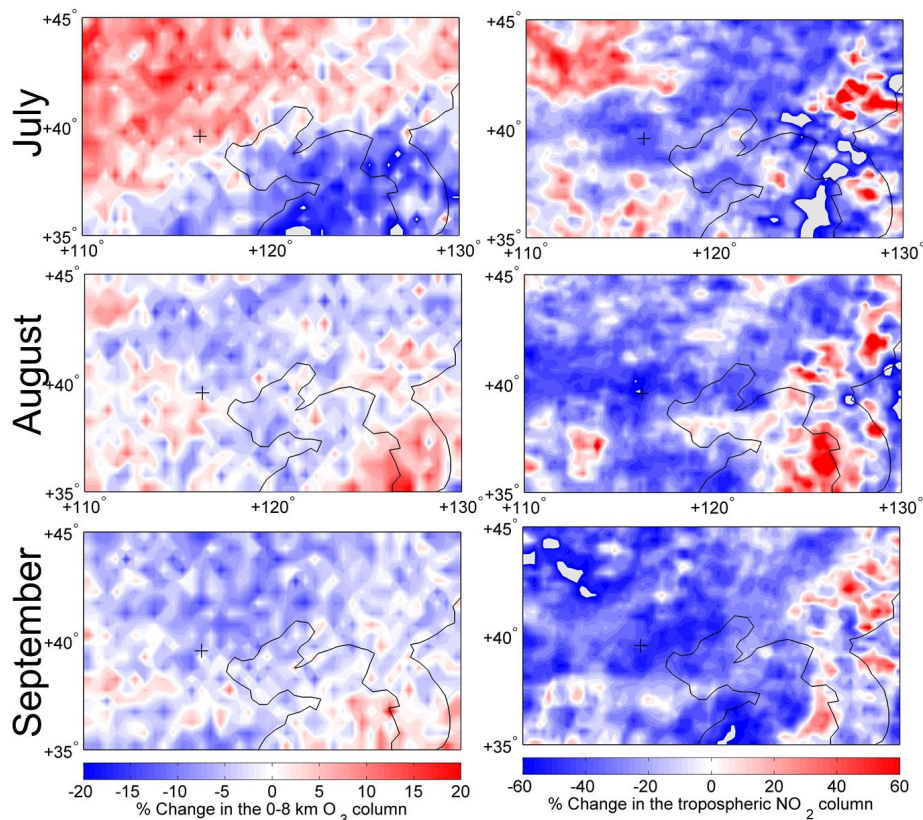 +45° +45°
July
+40° +40°
+35° +35°
+110° +120° +130° +110° +120° +130°
+45° +45°
August
+40° +40°
+35° +35°
+110° +120° +130° +110° +120° +130°
+45° +45°
September
+40° +40°
+35° +35°
-20 -15 -10 -5 0 5 10 15 20 -60 -40 -20 0 20 40 60
% Change in the 0-8 km O3 column % Change in the tropospheric NO2 column